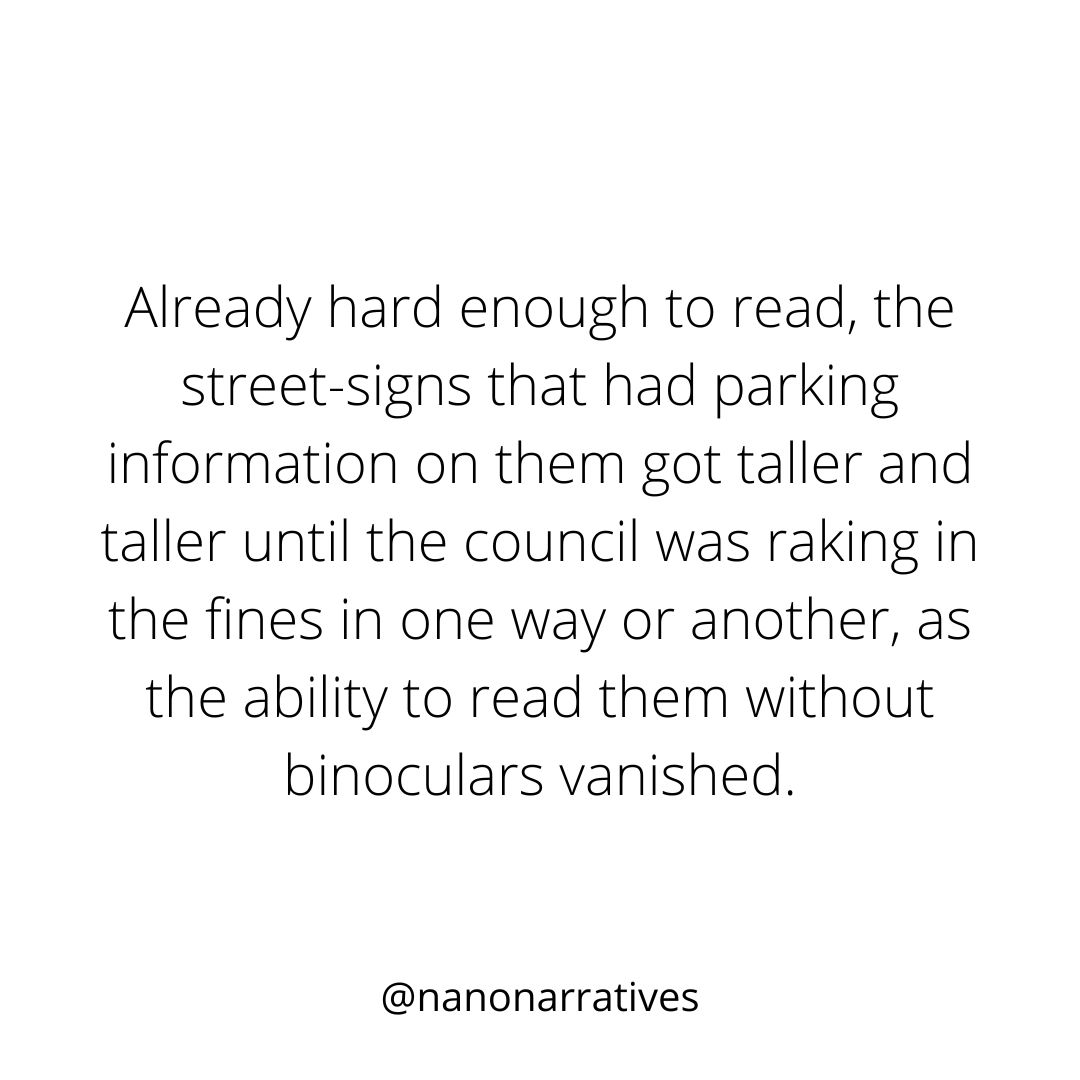 Already hard enough to read, the
street-signs that had parking
information on them got taller and
taller until the council was raking in
the fines in one way or another, as
the ability to read them without
binoculars vanished.
@nanonarratives